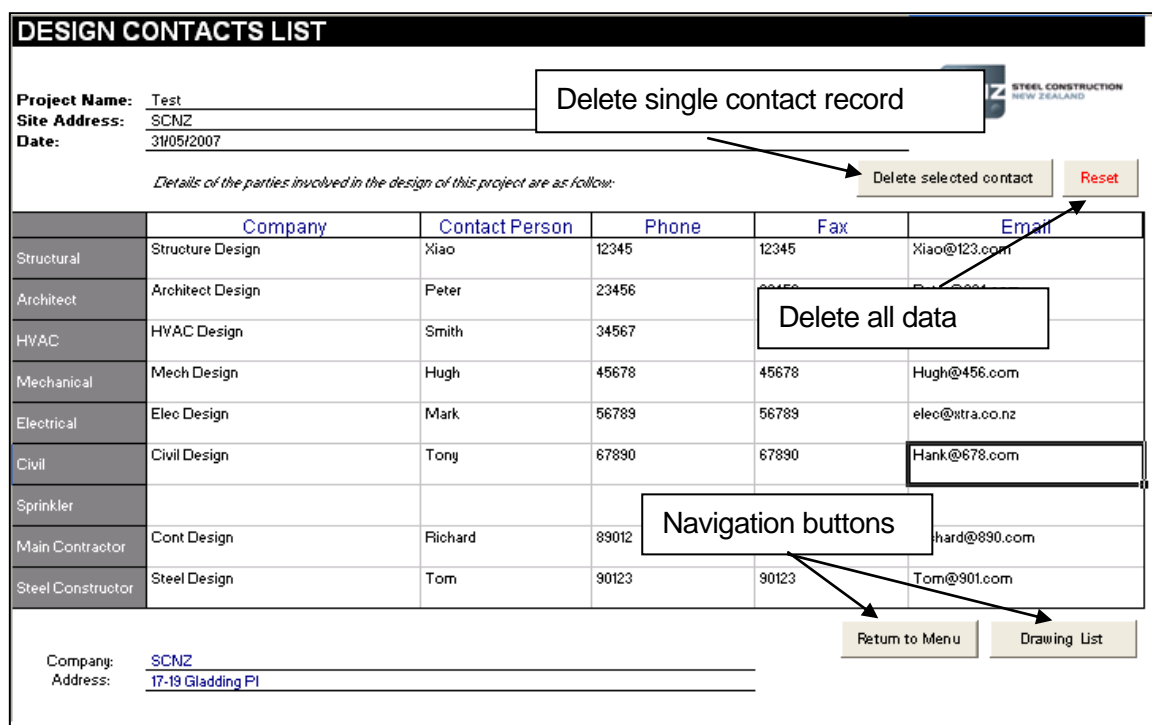 DESIGN CONTACTS LIST
STEEL CONSTRUCTION
NEW ZEALAND
Delete single contact record
Project Name: Test
Site Address: SCNZ
Date: 31/05/2007
Details of the parties involved in the design of this project are as follow:
Delete selected contact Reset
Company Contact Person Phone Fax Email
Structural Structure Design Xiao 12345 12345 Xiao@123.com
Architect Architect Design Peter 23456
Delete all data
HVAC HVAC Design Smith 34567
Mechanical Mech Design Hugh 45678 45678 Hugh@456.com
Electrical Elec Design Mark 56789 56789 elec@xtra.co.nz
Civil Civil Design Tony 67890 67890 Hank@678.com
Sprinkler
Navigation buttons
Main Contractor Cont Design Richard 89012 hard@890.com
Steel Constructor Steel Design Tom 90123 90123 Tom@901.com
Return to Menu Drawing List
Company: SCNZ
Address: 17-19 Gladding Pl